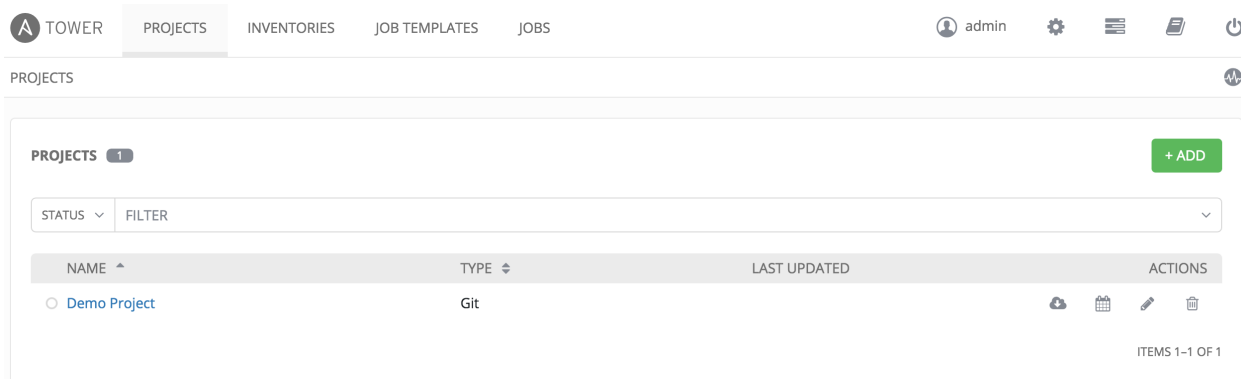 A TOWER PROJECTS INVENTORIES JOB TEMPLATES JOBS admin
PROJECTS
PROJECTS 1 + ADD
STATUS FILTER
NAME TYPE LAST UPDATED ACTIONS
Demo Project Git
ITEMS 1–1 OF 1